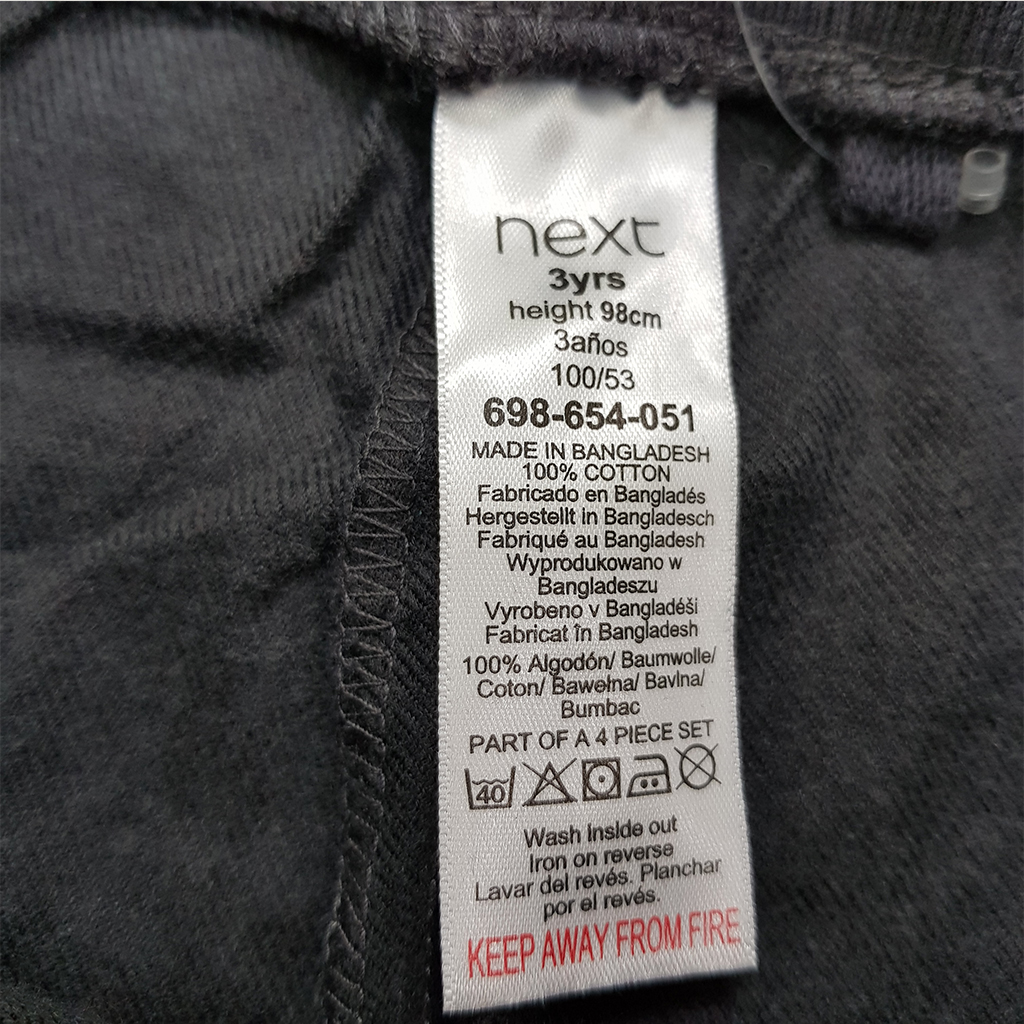 next
3yrs
height 98cm
3años
100/53
698-654-051
MADE IN BANGLADESH
100% COTTON
Fabricado en Bangladés
Hergestellt in Bangladesch
Fabriqué au Bangladesh
Wyprodukowano w
Bangladeszu
Vyrobeno v Bangladéši
Fabricat în Bangladesh
100% Algodón/ Baumwolle/
Coton/ Bawełna/ Bavlna/
Bumbac
PART OF A 4 PIECE SET
40
Wash Inside out
Iron on reverse
Lavar del revés. Planchar
por el revés.
KEEP AWAY FROM FIRE